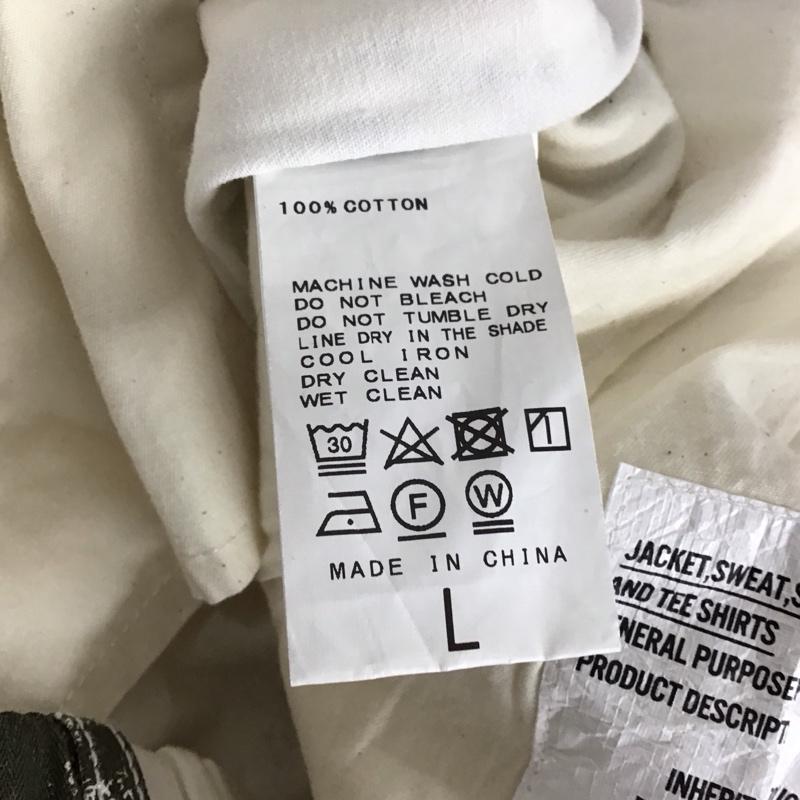 100% COTTON
MACHINE WASH COLD
DO NOT BLEACH
DO NOT TUMBLE DRY
LINE DRY IN THE SHADE
COOL IRON
DRY CLEAN
WET CLEAN
30
F
W
MADE IN CHINA
L
JACKET,SWEAT,
AND TEE SHIRTS
PRODUCT